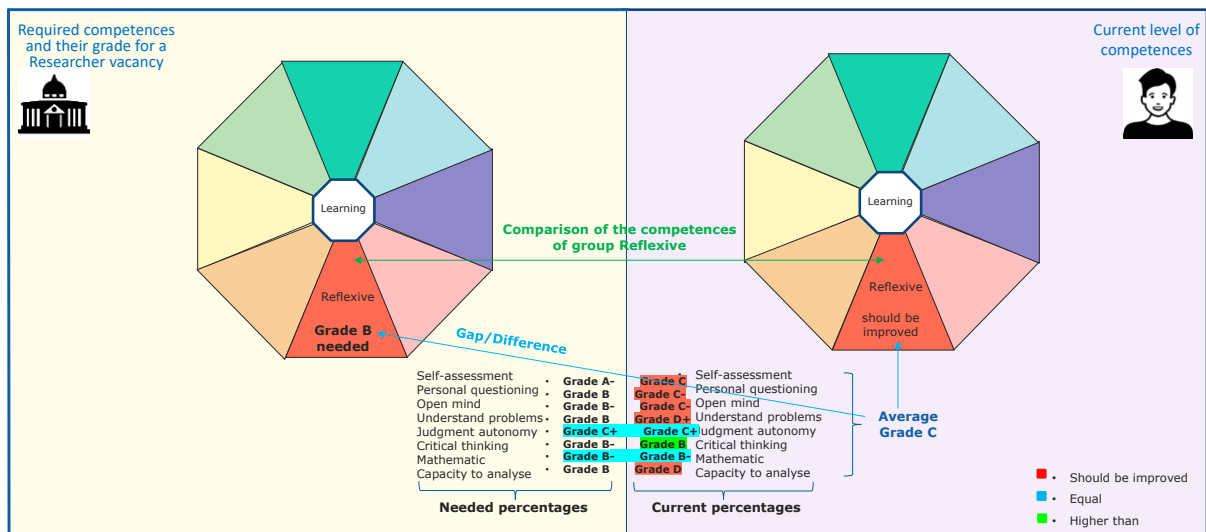 Required competences
and their grade for a
Researcher vacancy
Current level of
competences
Learning
Learning
Comparison of the competences
of group Reflexive
Reflexive
Grade B
needed
Reflexive
should be
improved
Gap/Difference
Self-assessment • Grade A- • Grade C Self-assessment
Personal questioning • Grade B Grade C- Personal questioning
Open mind • Grade B- Grade C- Open mind
Understand problems • Grade B Grade D+ Understand problems
Judgment autonomy • Grade C+ Grade C+ Judgment autonomy
Critical thinking • Grade B- Grade B Critical thinking
Mathematic • Grade B- Grade B- Mathematic
Capacity to analyse • Grade B Grade D Capacity to analyse
Average
Grade C
Needed percentages
Current percentages
• Should be improved
• Equal
• Higher than